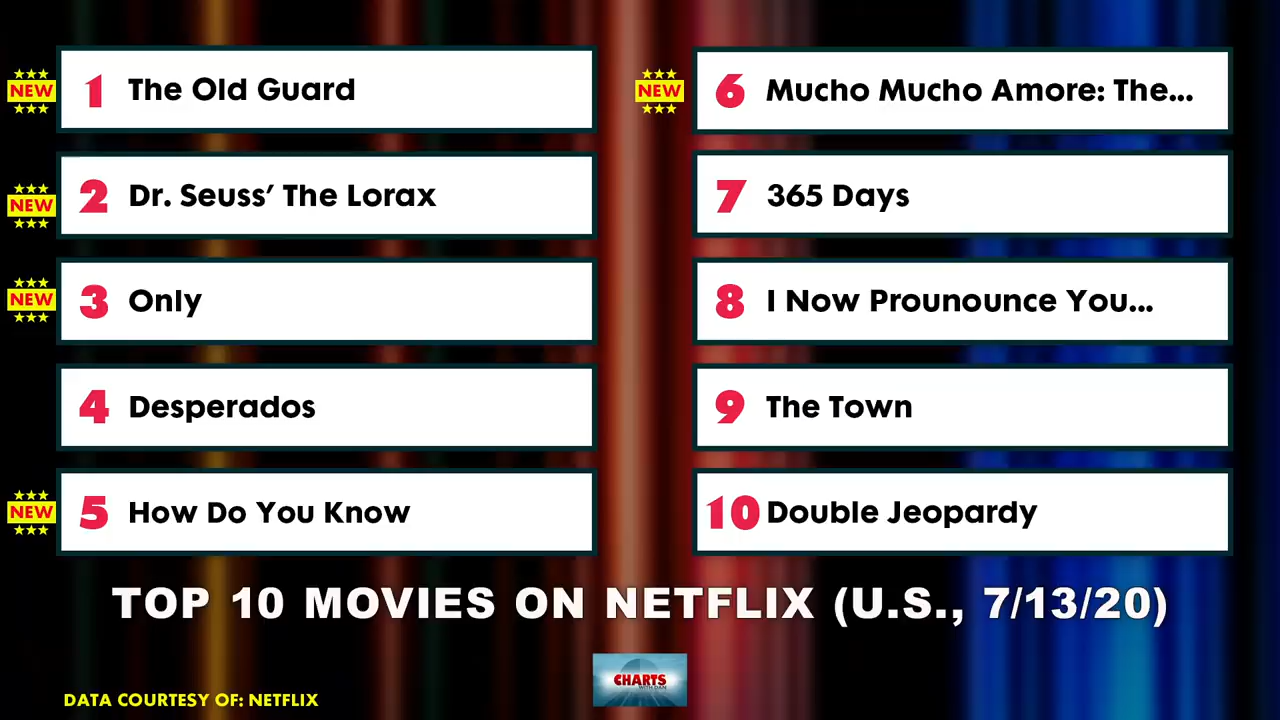 NEW 1 The Old Guard
NEW 2 Dr. Seuss’ The Lorax
NEW 3 Only
4 Desperados
NEW 5 How Do You Know
NEW 6 Mucho Mucho Amore: The...
7 365 Days
8 I Now Prounounce You...
9 The Town
10 Double Jeopardy
TOP 10 MOVIES ON NETFLIX (U.S., 7/13/20)
CHARTS
WITH DAN
DATA COURTESY OF: NETFLIX